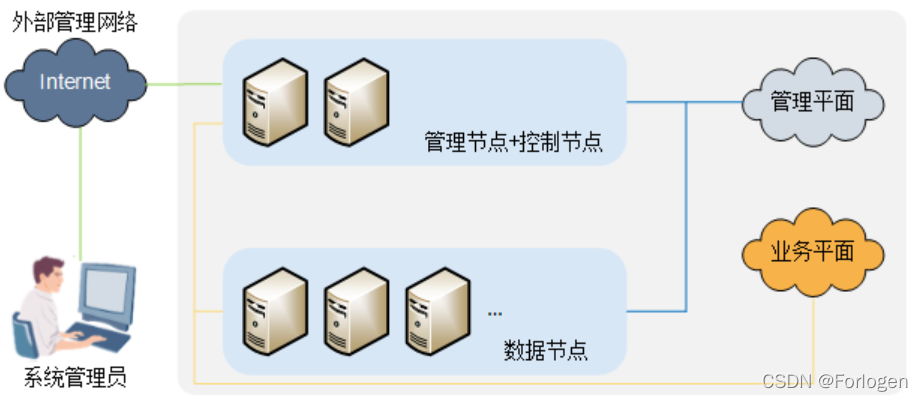 外部管理网络
Internet
管理节点+控制节点
管理平面
业务平面
...
数据节点
系统管理员
CSDN @Forlogen